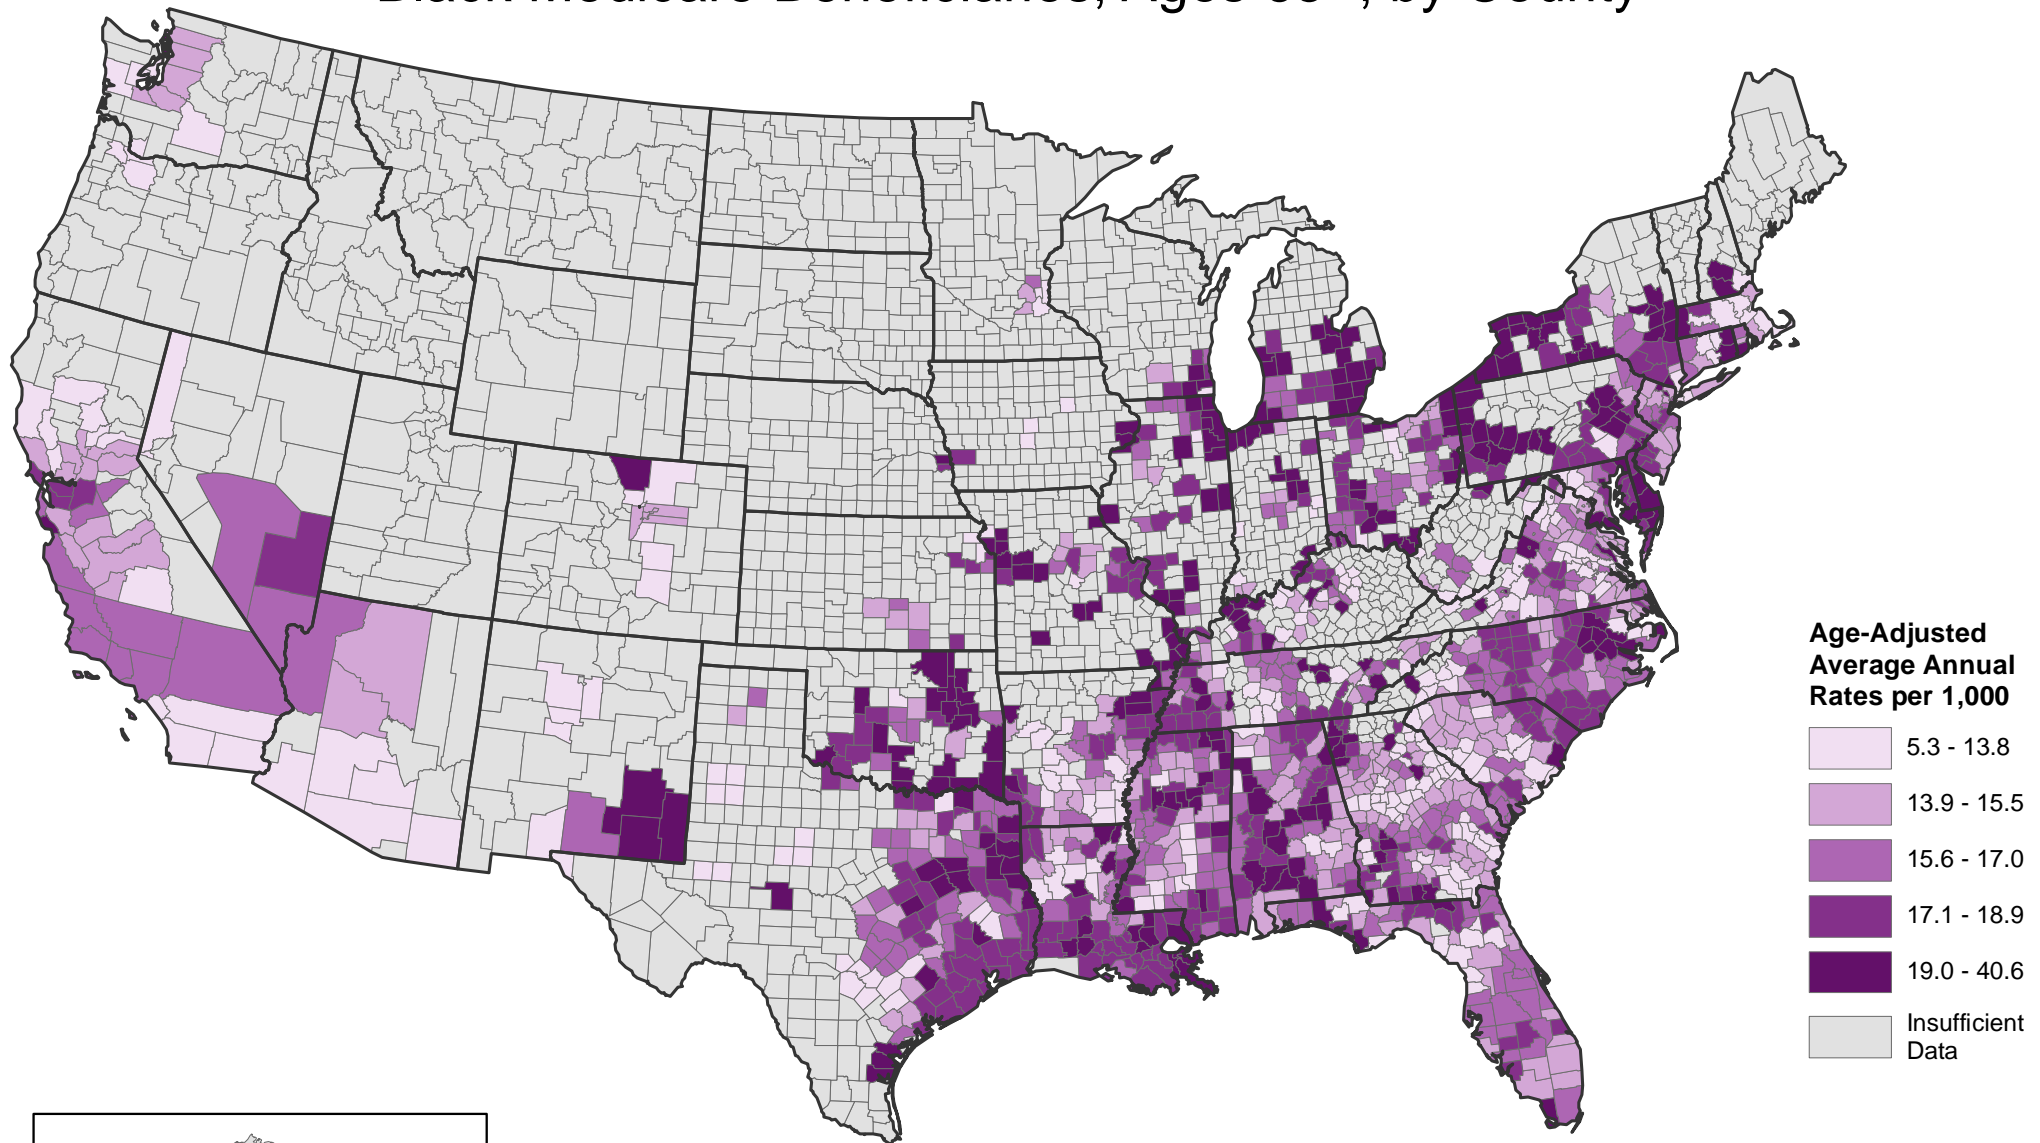 Black Medicare Beneficiaries, Ages 65+, by County
Age-Adjusted
Average Annual
Rates per 1,000
5.3 - 13.8
13.9 - 15.5
15.6 - 17.0
17.1 - 18.9
19.0 - 40.6
Insufficient
Data